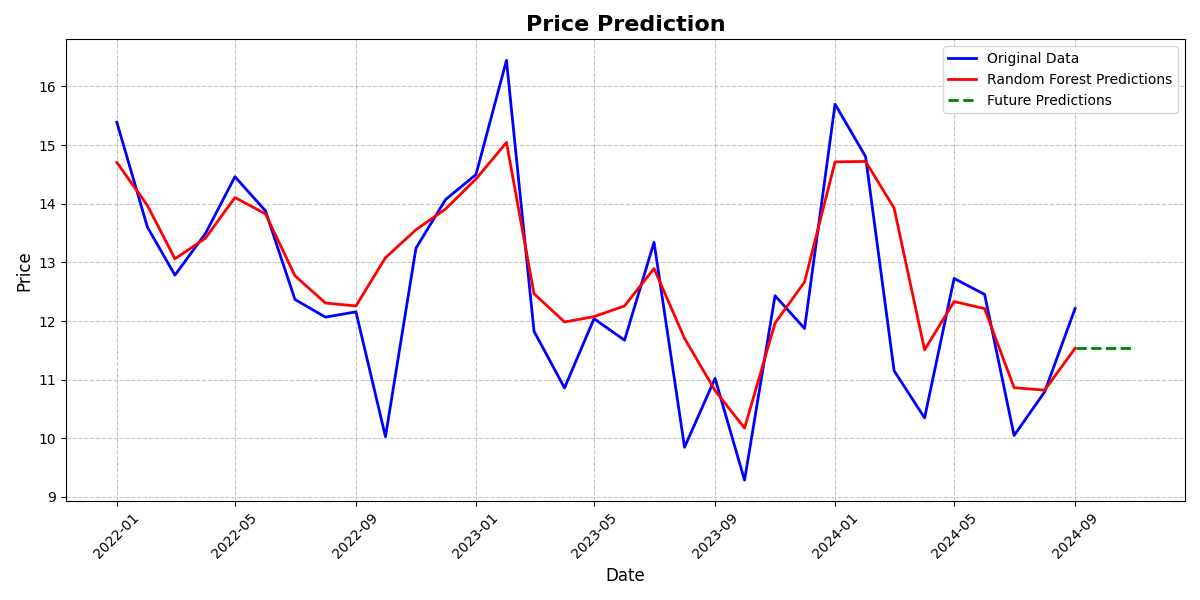 Price Prediction
Original Data
Random Forest Predictions
Future Predictions
Price
16
15
14
13
12
11
10
9
2022-01
2022-05
2022-09
2023-01
2023-05
2023-09
2024-01
2024-05
2024-09
Date